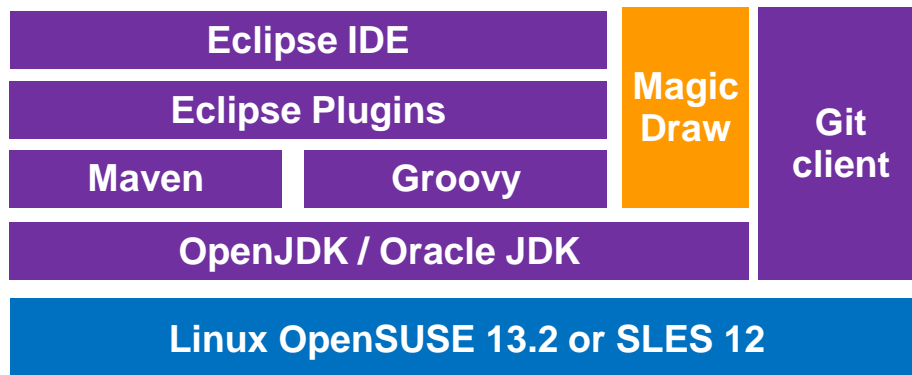 Eclipse IDE
Eclipse Plugins
Maven
Groovy
Magic
Draw
Git
client
OpenJDK / Oracle JDK
Linux OpenSUSE 13.2 or SLES 12